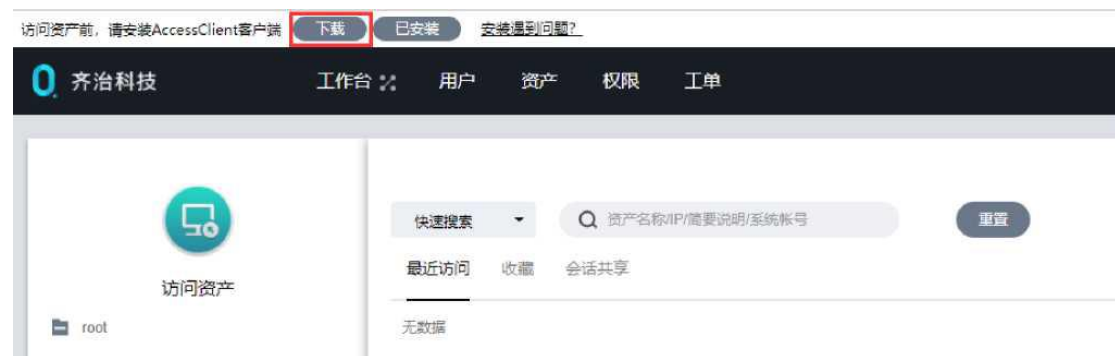 访问资产前，请安装AccessClient客户端 下载 已安装 安装遇到问题?
齐治科技 工作台 用户 资产 权限 工单
快速搜索 资产名称/IP/简要说明/系统帐号 重置
最近访问 收藏 会话共享
访问资产
root
无数据